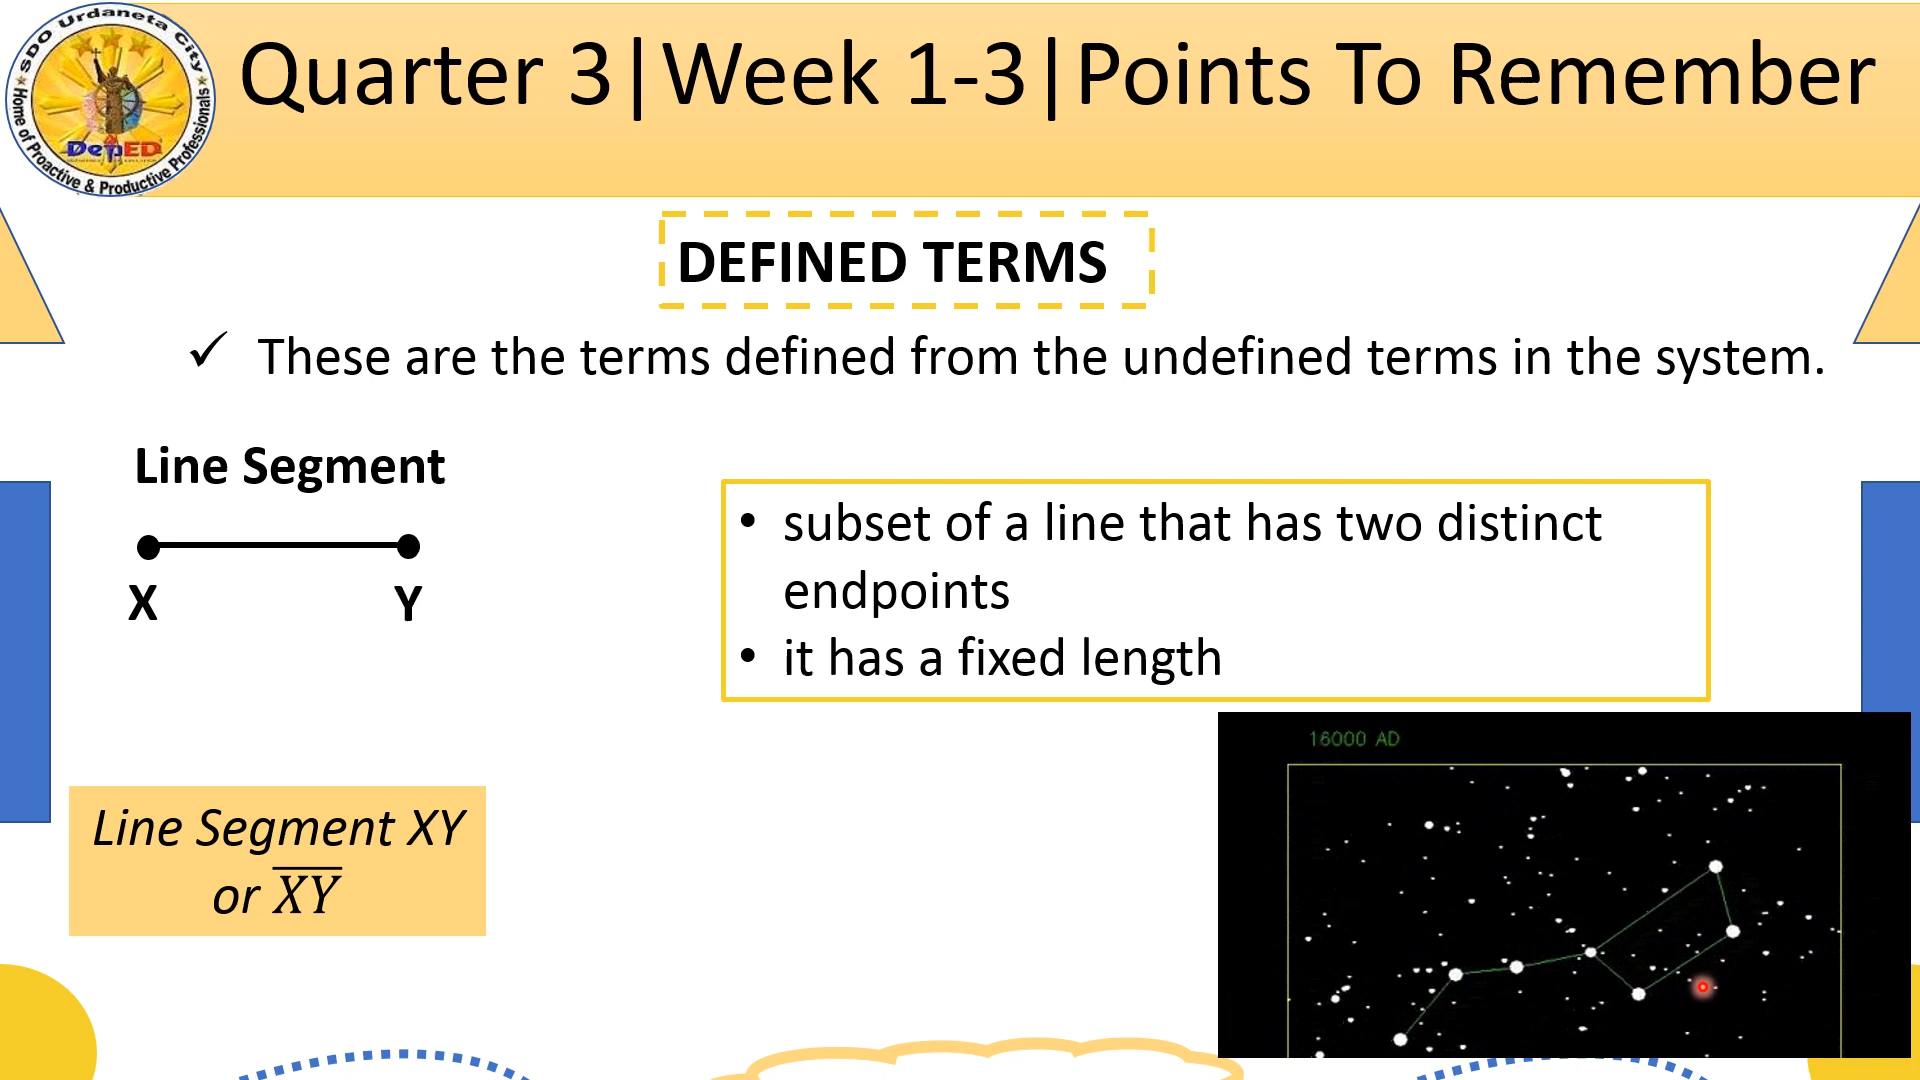 SDO Urdaneta City
Home of Proactive & Productive Professionals
DepED
Quarter 3|Week 1-3|Points To Remember
DEFINED TERMS
✓ These are the terms defined from the undefined terms in the system.
Line Segment
X Y
• subset of a line that has two distinct
endpoints
• it has a fixed length
16000 AD
Line Segment XY
or X̅Y̅